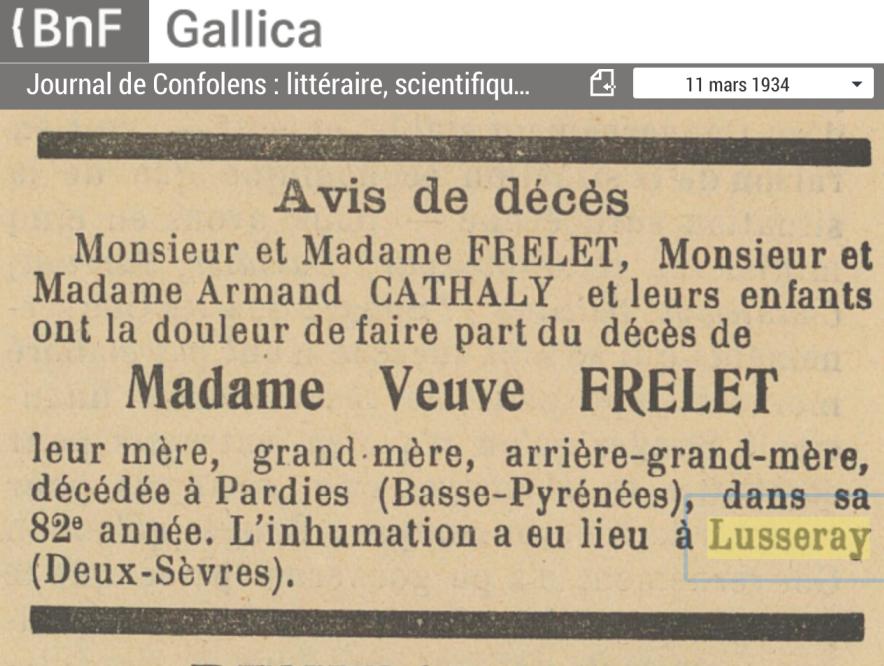 BnF Gallica
Journal de Confolens : littéraire, scientifiqu... 11 mars 1934
Avis de décès
Monsieur et Madame FRELET, Monsieur et
Madame Armand CATHALY et leurs enfants
ont la douleur de faire part du décès de
Madame Veuve FRELET
leur mère, grand-mère, arrière-grand-mère,
décédée à Pardies (Basse-Pyrénées), dans sa
82e année. L'inhumation a eu lieu à Lusseray
(Deux-Sèvres).